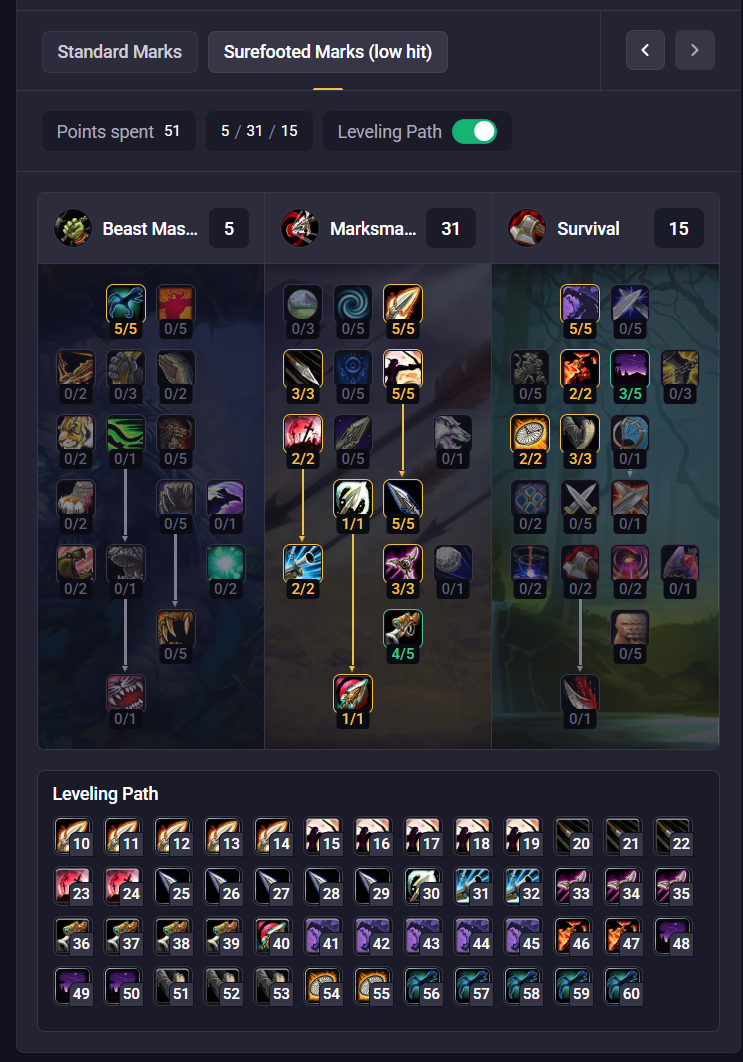 Standard Marks Surefooted Marks (low hit)
Points spent 51 5 / 31 / 15 Leveling Path
Beast Mas... 5 Marksma... 31 Survival 15
5/5 0/5 0/3 0/5 5/5 5/5 0/5
0/2 0/3 0/2 3/3 0/5 5/5 0/5 2/2 3/5 0/3
0/2 0/1 0/5 2/2 0/5 0/1 2/2 3/3 0/1
0/2 0/5 0/1 1/1 5/5 0/2 0/5 0/1
0/2 0/1 0/2 2/2 3/3 0/1 0/2 0/2 0/2 0/1
0/5 4/5 0/5
0/1 1/1 0/1
Leveling Path
10 11 12 13 14 15 16 17 18 19 20 21 22
23 24 25 26 27 28 29 30 31 32 33 34 35
36 37 38 39 40 41 42 43 44 45 46 47 48
49 50 51 52 53 54 55 56 57 58 59 60